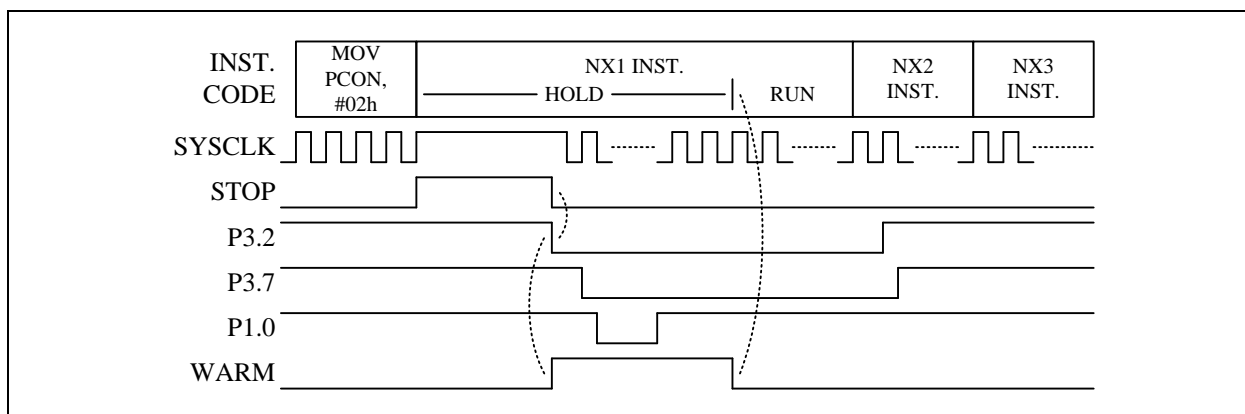 INST.
CODE
MOV
PCON,
#02h
NX1 INST.
HOLD
RUN
NX2
INST.
NX3
INST.
SYSCLK
STOP
P3.2
P3.7
P1.0
WARM